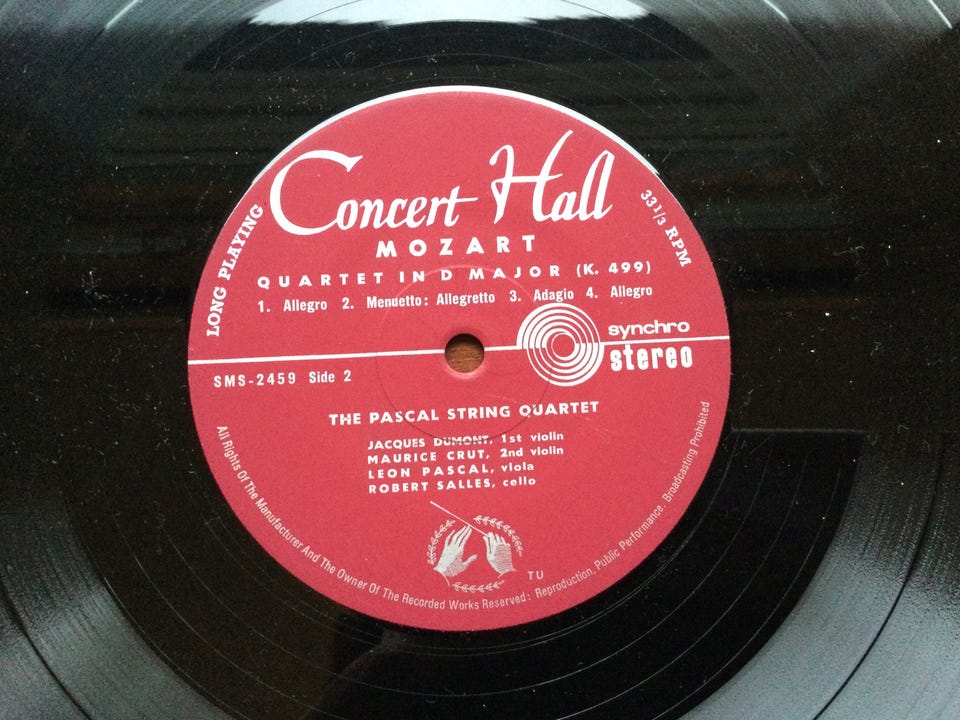 Concert Hall
LONG PLAYING
33 1/3 RPM
MOZART
QUARTET IN D MAJOR (K. 499)
1. Allegro 2. Menuetto: Allegretto 3. Adagio 4. Allegro
synchro
stereo
SMS-2459 Side 2
THE PASCAL STRING QUARTET
JACQUES DUMONT, 1st violin
MAURICE CRUT, 2nd violin
LEON PASCAL, viola
ROBERT SALLES, cello
TU
All Rights Of The Manufacturer And The Owner Of The Recorded Works Reserved: Reproduction, Public Performance, Broadcasting Prohibited